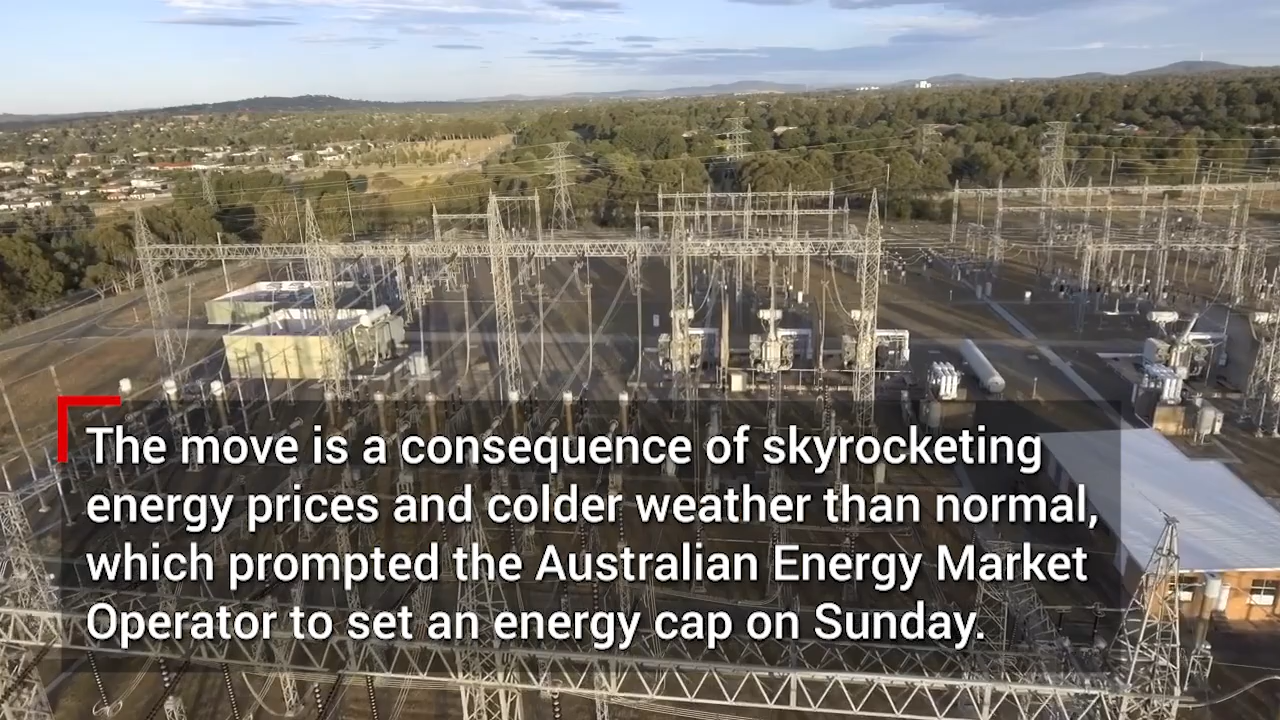 The move is a consequence of skyrocketing
energy prices and colder weather than normal,
which prompted the Australian Energy Market
Operator to set an energy cap on Sunday.